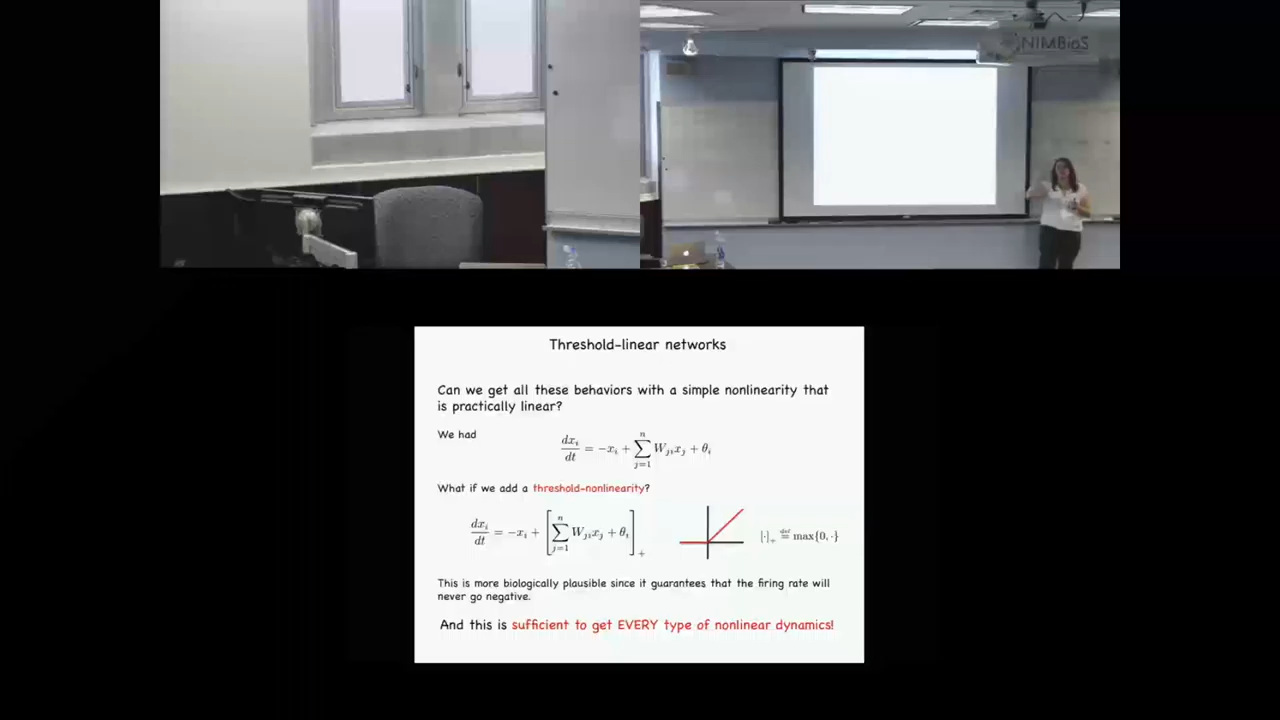 NIMBioS
Threshold-linear networks
Can we get all these behaviors with a simple nonlinearity that
is practically linear?
We had
dx_i/dt = −x_i + ∑_{j=1}^{n} W_{ji}x_j + θ_i
What if we add a threshold-nonlinearity?
dx_i/dt = −x_i + [∑_{j=1}^{n} W_{ji}x_j + θ_i]_+
[·]_+ def= max{0, ·}
This is more biologically plausible since it guarantees that the firing rate will
never go negative.
And this is sufficient to get EVERY type of nonlinear dynamics!